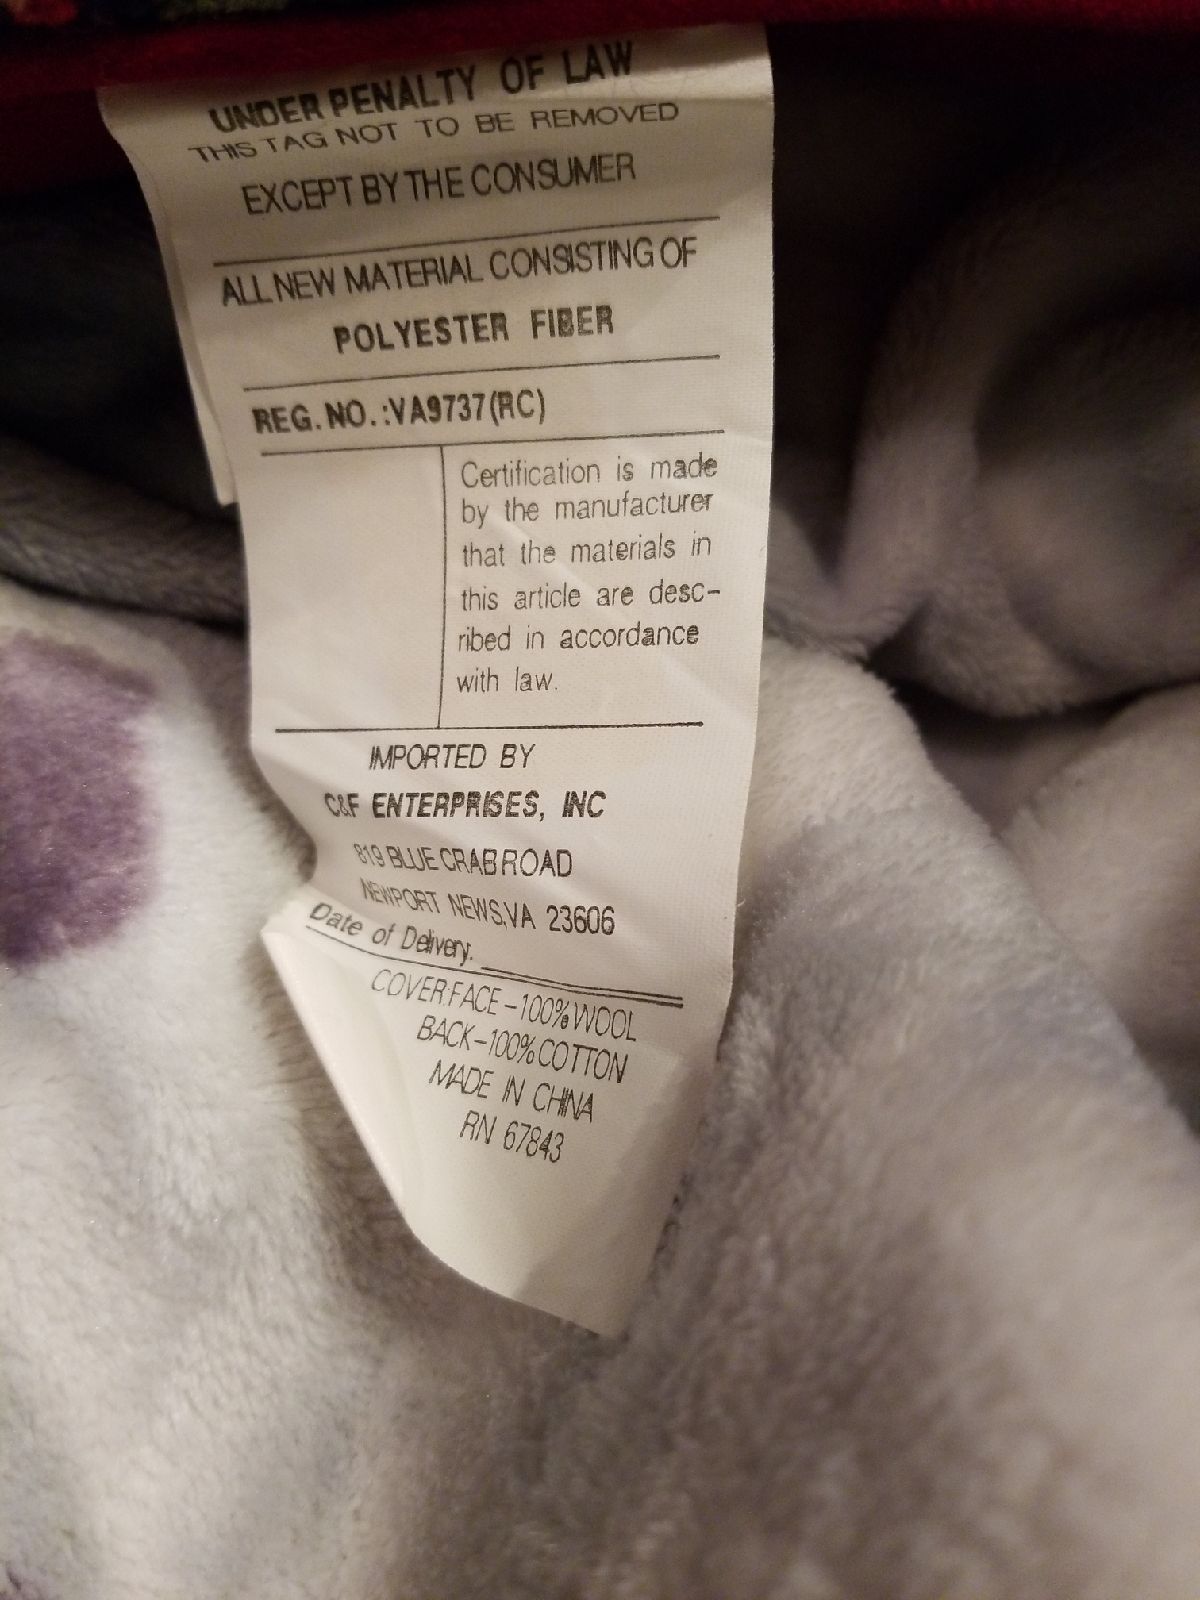 UNDER PENALTY OF LAW
THIS TAG NOT TO BE REMOVED
EXCEPT BY THE CONSUMER
ALL NEW MATERIAL CONSISTING OF
POLYESTER FIBER
REG. NO.:VA9737(RC)
Certification is made
by the manufacturer
that the materials in
this article are desc-
ribed in accordance
with law.
IMPORTED BY
C&F ENTERPRISES, INC
819 BLUE CRAB ROAD
NEWPORT NEWS,VA 23606
Date of Delivery:
COVER:FACE-100%WOOL
BACK-100%COTTON
MADE IN CHINA
RN 67843